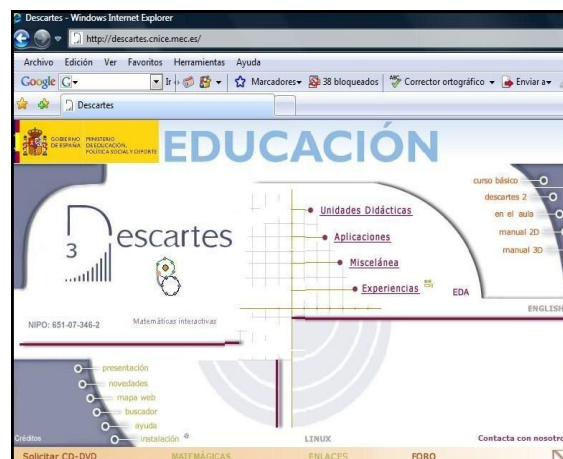 Descartes - Windows Internet Explorer
http://descartes.cnice.mec.es/
Archivo Edición Ver Favoritos Herramientas Ayuda
Google G Ir Marcadores 38 bloqueados Corrector ortográfico Enviar a
Descartes
GOBIERNO DE ESPAÑA MINISTERIO DE EDUCACIÓN, POLÍTICA SOCIAL Y DEPORTE
EDUCACIÓN
curso básico
descartes 2
en el aula
manual 2D
manual 3D
Unidades Didácticas
Aplicaciones
Miscelánea
Experiencias
EDA
Descartes
3
ENGLISH
NIPO: 651-07-346-2
Matemáticas interactivas
presentación
novedades
mapa web
buscador
ayuda
instalación
Créditos
LINUX
Contacta con nosotro
Solicitar CD-DVD MATEMÁGICAS ENLACES FORO